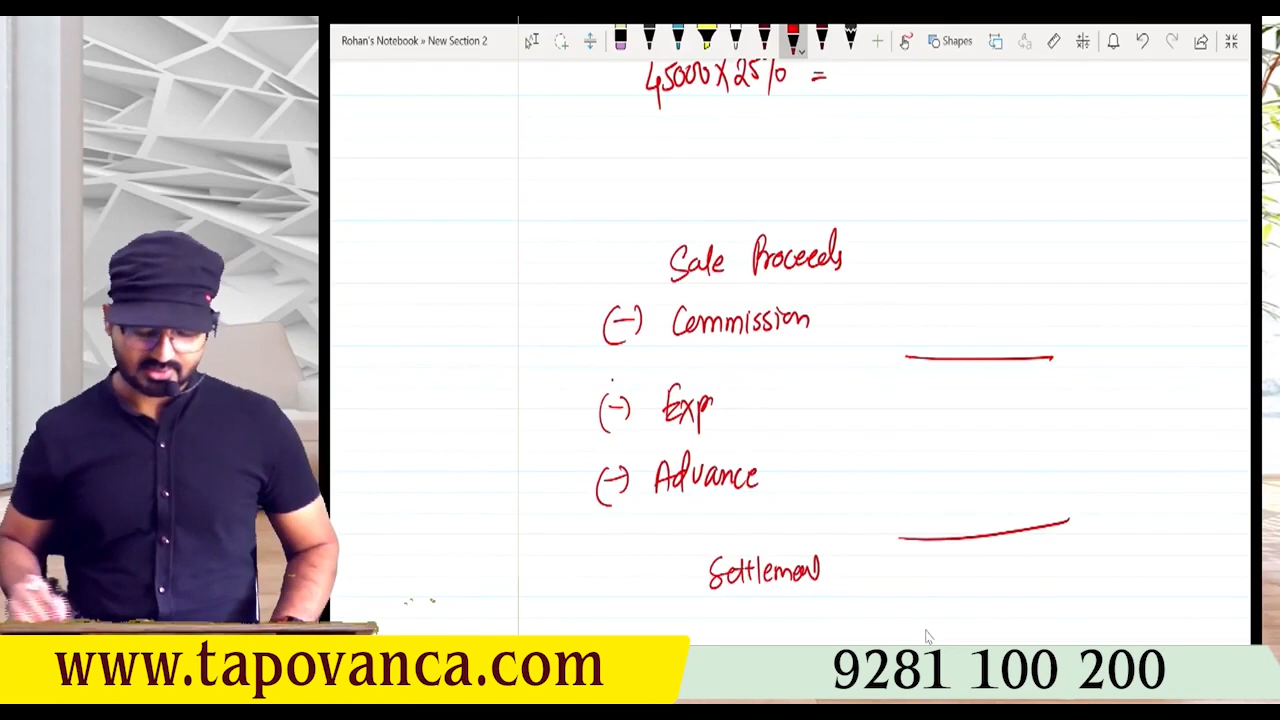 Rohan's Notebook » New Section 2
Shapes
45000 X 25% =
Sale Proceeds
(-) Commission
(-) Exp
(-) Advance
Settlement
www.tapovanca.com
9281 100 200